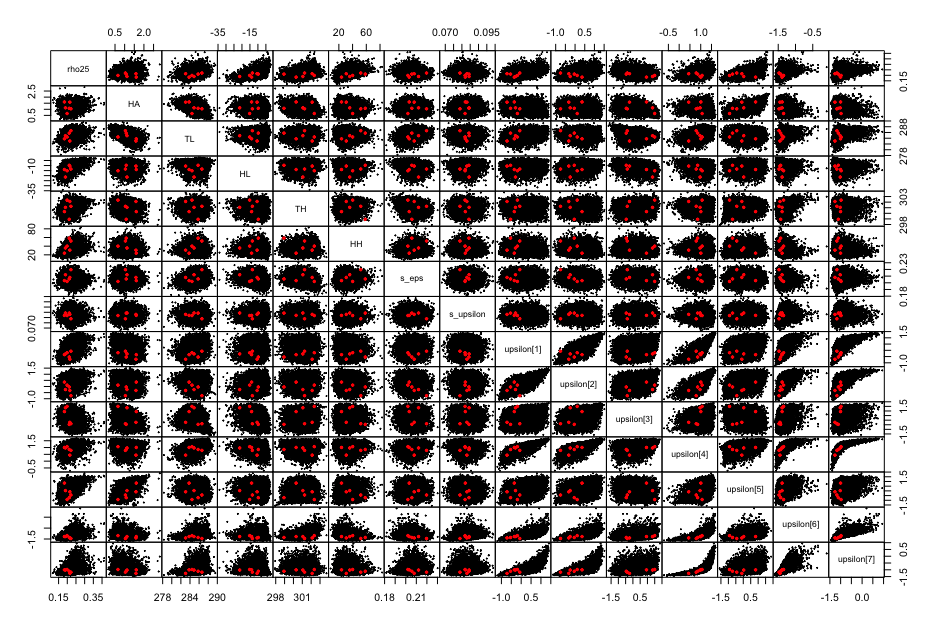 0.5 2.0 -35 -15 20 60 0.070 0.095 -1.0 0.5 -0.5 1.0 -1.5 -0.5
rho25 0.15
2.5 0.5 HA
TL 288 278
-10 -35 HL
TH 303 298
80 20 HH
s_eps 0.23 0.18
0.070 s_upsilon
upsilon[1] 1.5 -1.0
1.5 -1.0 upsilon[2]
upsilon[3] 1.5 -1.5
1.5 -0.5 upsilon[4]
upsilon[5] 1.5 -1.5
-1.5 upsilon[6]
upsilon[7] 0.5 -1.5
0.15 0.35 278 284 290 298 301 0.18 0.21 -1.0 0.5 -1.5 0.5 -1.5 0.5 -1.5 0.0